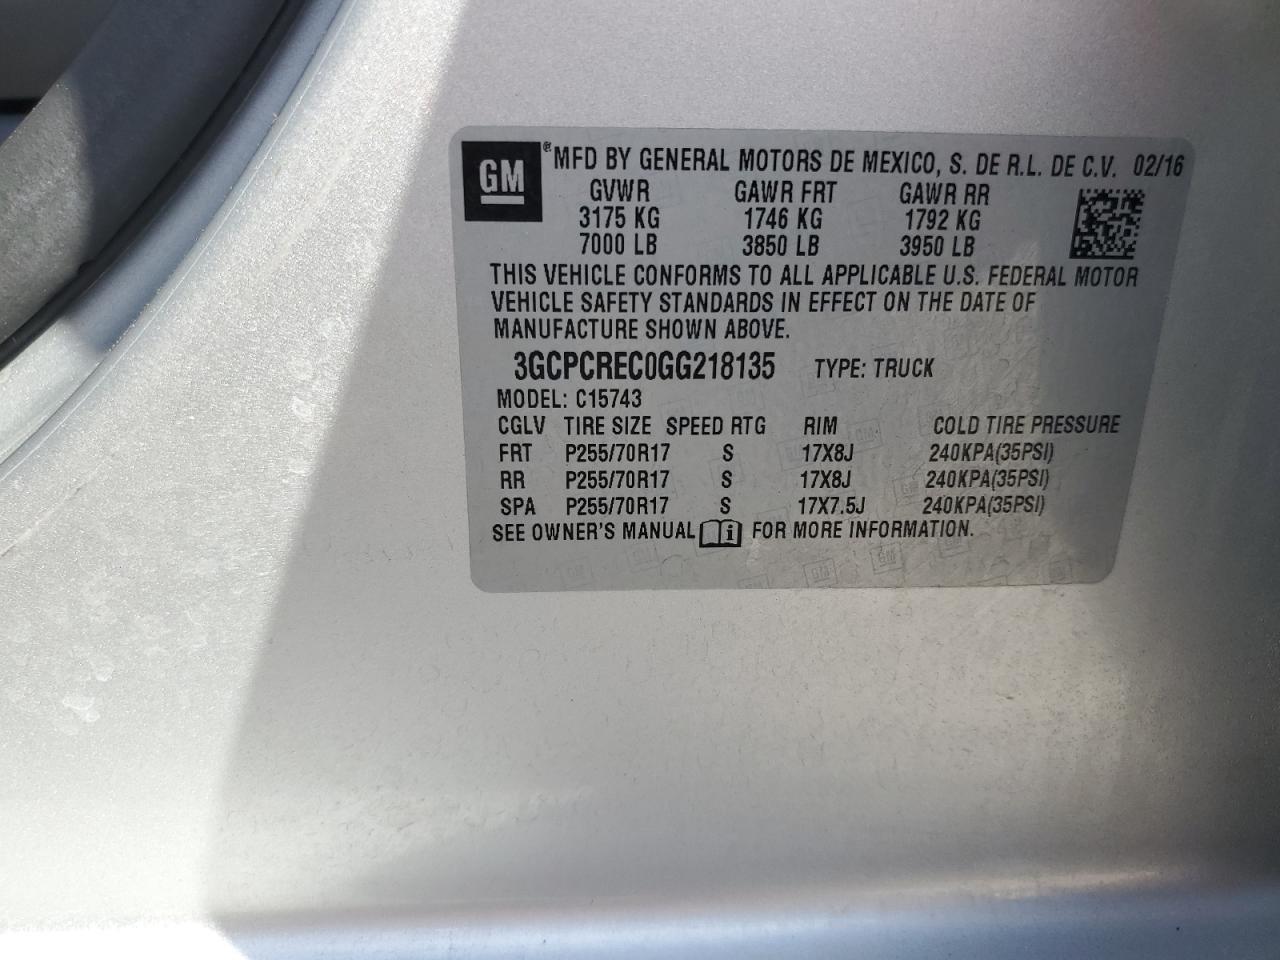 GM ® MFD BY GENERAL MOTORS DE MEXICO, S. DE R.L. DE C.V. 02/16
GVWR GAWR FRT GAWR RR
3175 KG 1746 KG 1792 KG
7000 LB 3850 LB 3950 LB
THIS VEHICLE CONFORMS TO ALL APPLICABLE U.S. FEDERAL MOTOR
VEHICLE SAFETY STANDARDS IN EFFECT ON THE DATE OF
MANUFACTURE SHOWN ABOVE.
3GCPCREC0GG218135 TYPE: TRUCK
MODEL: C15743
CGLV TIRE SIZE SPEED RTG RIM COLD TIRE PRESSURE
FRT P255/70R17 S 17X8J 240KPA(35PSI)
RR P255/70R17 S 17X8J 240KPA(35PSI)
SPA P255/70R17 S 17X7.5J 240KPA(35PSI)
SEE OWNER'S MANUAL i FOR MORE INFORMATION.